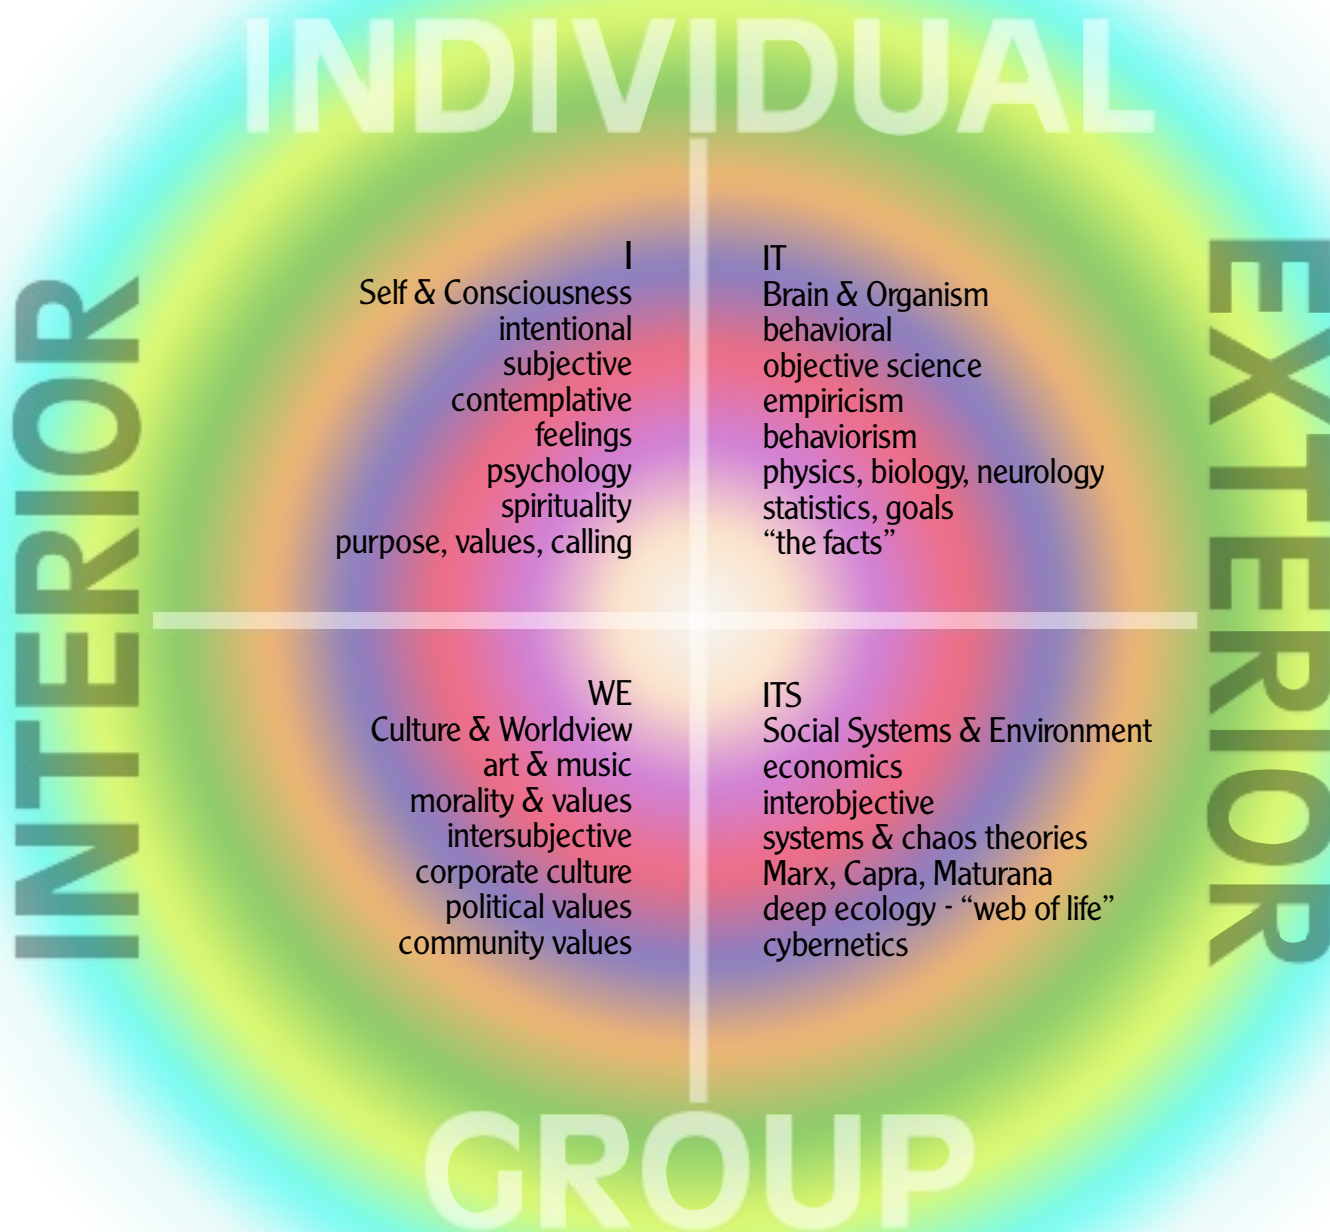 INDIVIDUAL
INTERIOR
EXTERIOR
I
Self & Consciousness
intentional
subjective
contemplative
feelings
psychology
spirituality
purpose, values, calling
IT
Brain & Organism
behavioral
objective science
empiricism
behaviorism
physics, biology, neurology
statistics, goals
“the facts”
WE
Culture & Worldview
art & music
morality & values
intersubjective
corporate culture
political values
community values
ITS
Social Systems & Environment
economics
interobjective
systems & chaos theories
Marx, Capra, Maturana
deep ecology - “web of life”
cybernetics
GROUP